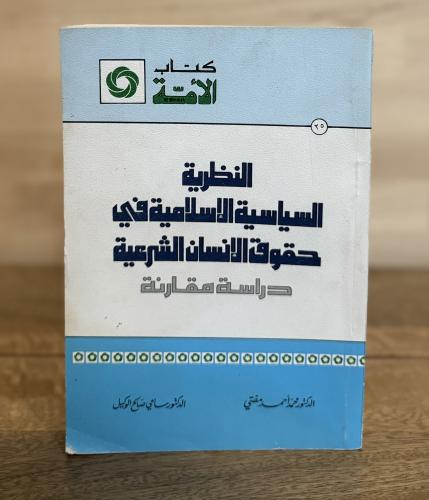 كتاب
الأمة
٢٥
النظرية
السياسية الإسلامية في
حقوق الإنسان الشرعية
دراسة مقارنة
الدكتور محمد أحمد مفتي
الدكتور سامي صالح الوكيل